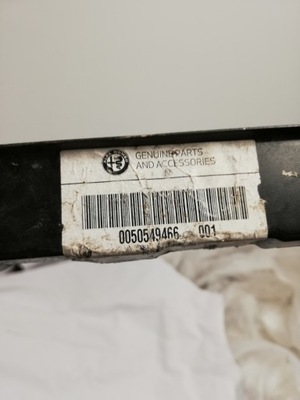 GENUINE PARTS
AND ACCESSORIES
0050549466 001